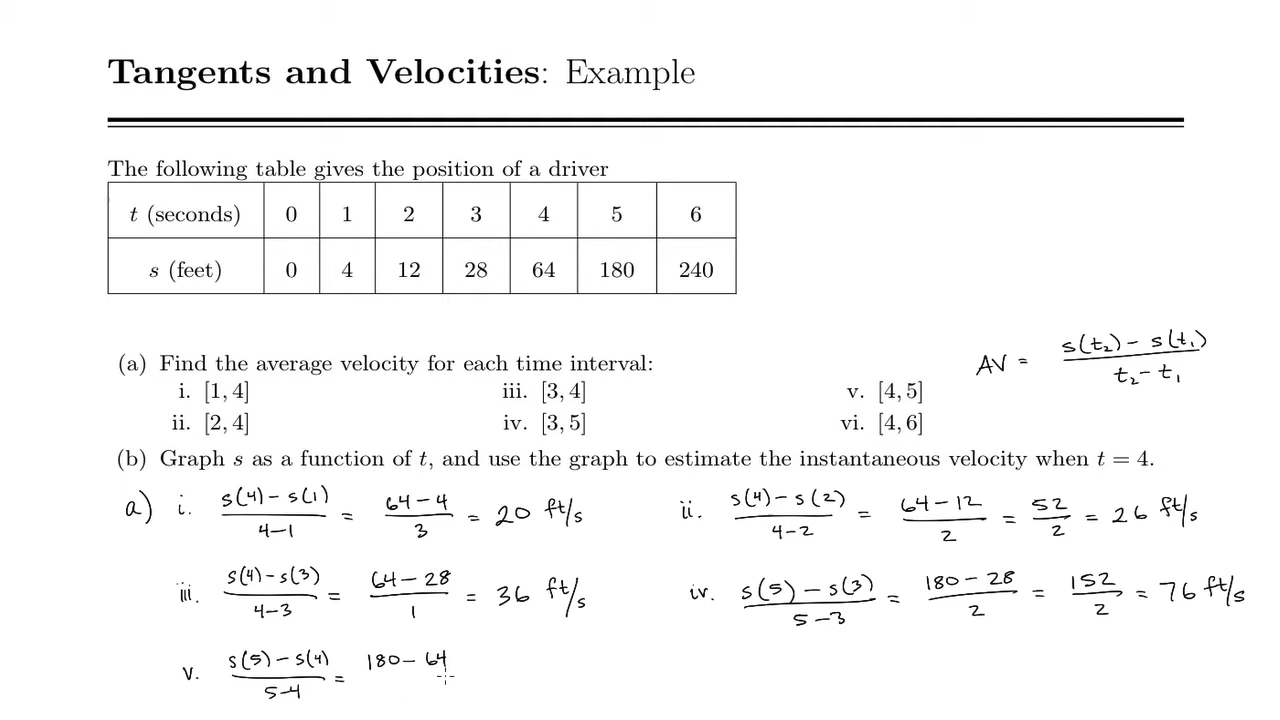 Tangents and Velocities: Example
The following table gives the position of a driver
t (seconds) 0 1 2 3 4 5 6
s (feet) 0 4 12 28 64 180 240
(a) Find the average velocity for each time interval:
AV = (s(t₂) − s(t₁))/(t₂ − t₁)
i. [1, 4] iii. [3, 4] v. [4, 5]
ii. [2, 4] iv. [3, 5] vi. [4, 6]
(b) Graph s as a function of t, and use the graph to estimate the instantaneous velocity when t = 4.
a) i. (s(4) − s(1))/(4−1) = (64 − 4)/3 = 20 ft/s ii. (s(4) − s(2))/(4−2) = (64 − 12)/2 = 52/2 = 26 ft/s
iii. (s(4) − s(3))/(4−3) = (64 − 28)/1 = 36 ft/s iv. (s(5) − s(3))/(5−3) = (180 − 28)/2 = 152/2 = 76 ft/s
v. (s(5) − s(4))/(5−4) = 180 − 64